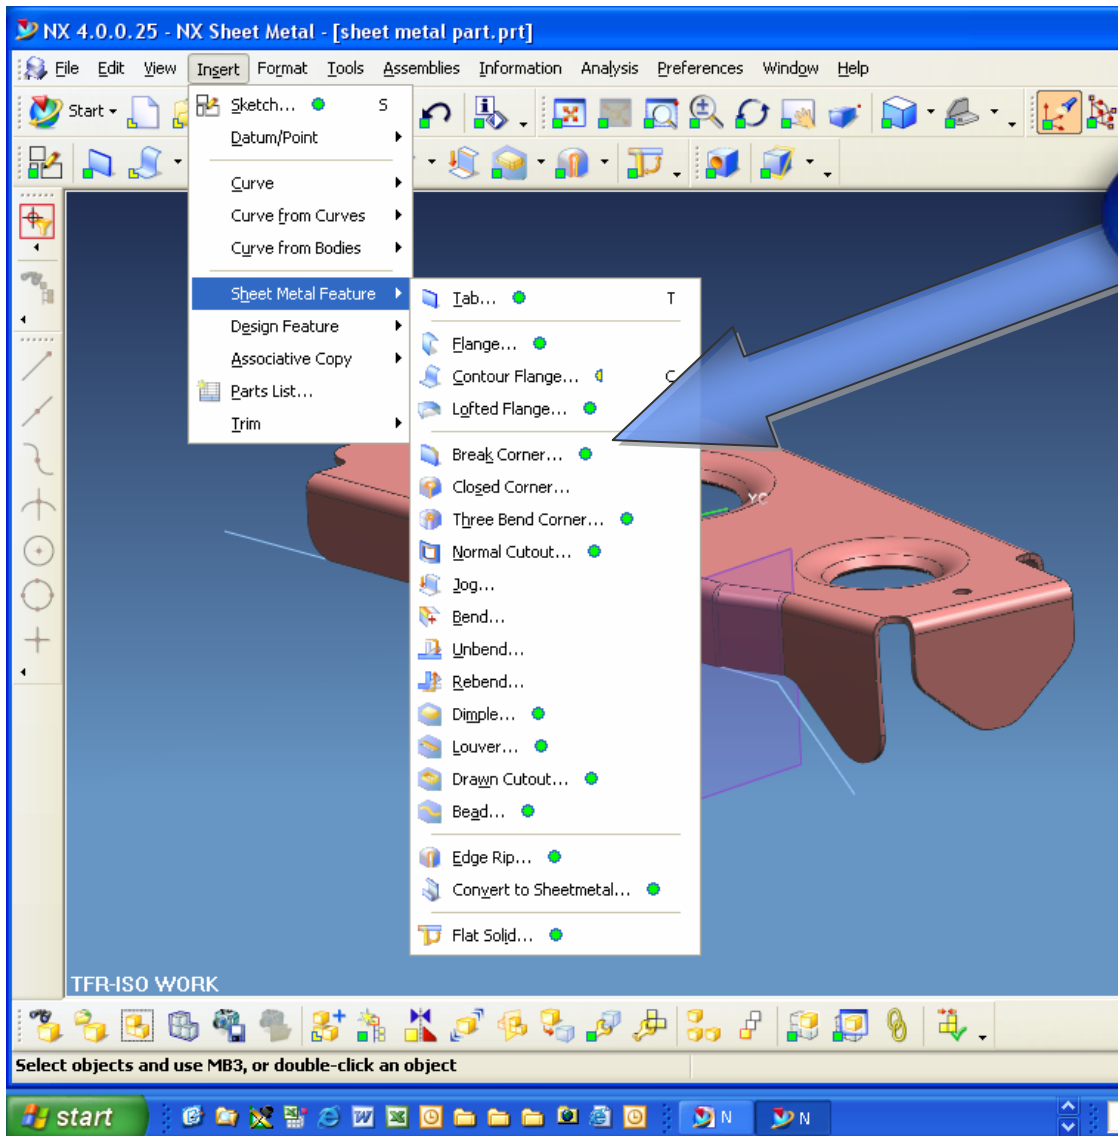 NX 4.0.0.25 - NX Sheet Metal - [sheet metal part.prt]
File Edit View Insert Format Tools Assemblies Information Analysis Preferences Window Help
Start
Sketch... S
Datum/Point
Curve
Curve from Curves
Curve from Bodies
Sheet Metal Feature
Design Feature
Associative Copy
Parts List...
Trim
Tab... T
Flange...
Contour Flange... C
Lofted Flange...
Break Corner...
Closed Corner...
Three Bend Corner...
Normal Cutout...
Jog...
Bend...
Unbend...
Rebend...
Dimple...
Louver...
Drawn Cutout...
Bead...
Edge Rip...
Convert to Sheetmetal...
Flat Solid...
YC
TFR-ISO WORK
Select objects and use MB3, or double-click an object
start N N